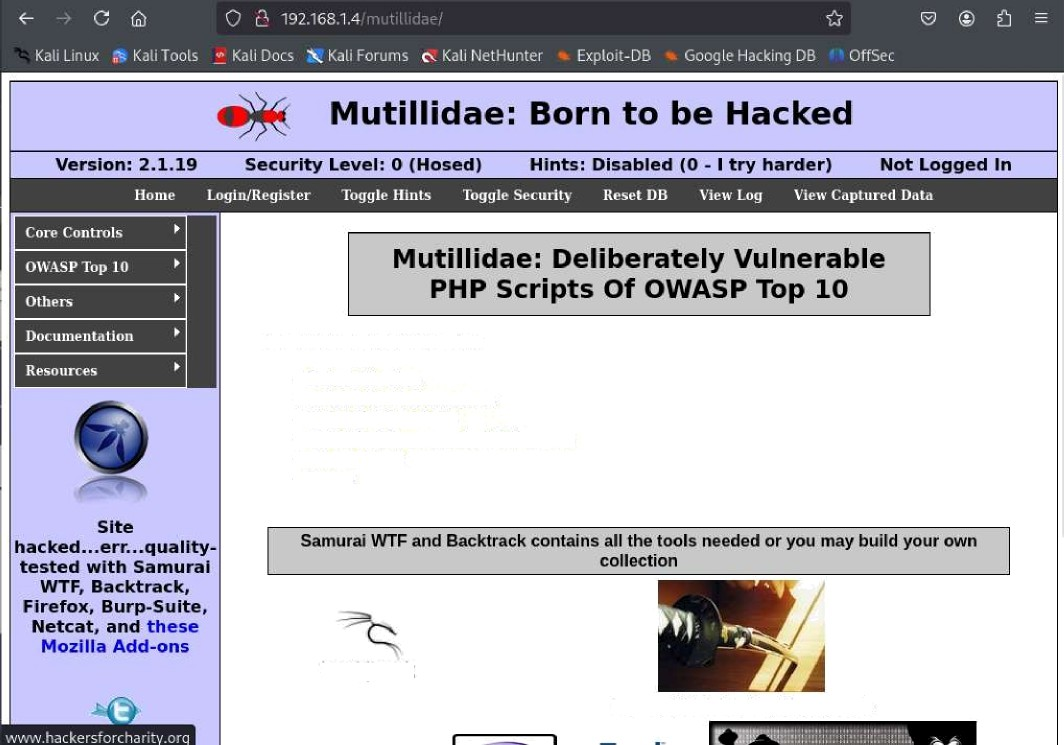 192.168.1.4/mutillidae/
Kali Linux Kali Tools Kali Docs Kali Forums Kali NetHunter Exploit-DB Google Hacking DB OffSec
Mutillidae: Born to be Hacked
Version: 2.1.19 Security Level: 0 (Hosed) Hints: Disabled (0 - I try harder) Not Logged In
Home Login/Register Toggle Hints Toggle Security Reset DB View Log View Captured Data
Core Controls
OWASP Top 10
Others
Documentation
Resources
Mutillidae: Deliberately Vulnerable
PHP Scripts Of OWASP Top 10
Samurai WTF and Backtrack contains all the tools needed or you may build your own
collection
Site
hacked...err...quality-
tested with Samurai
WTF, Backtrack,
Firefox, Burp-Suite,
Netcat, and these
Mozilla Add-ons
www.hackersforcharity.org